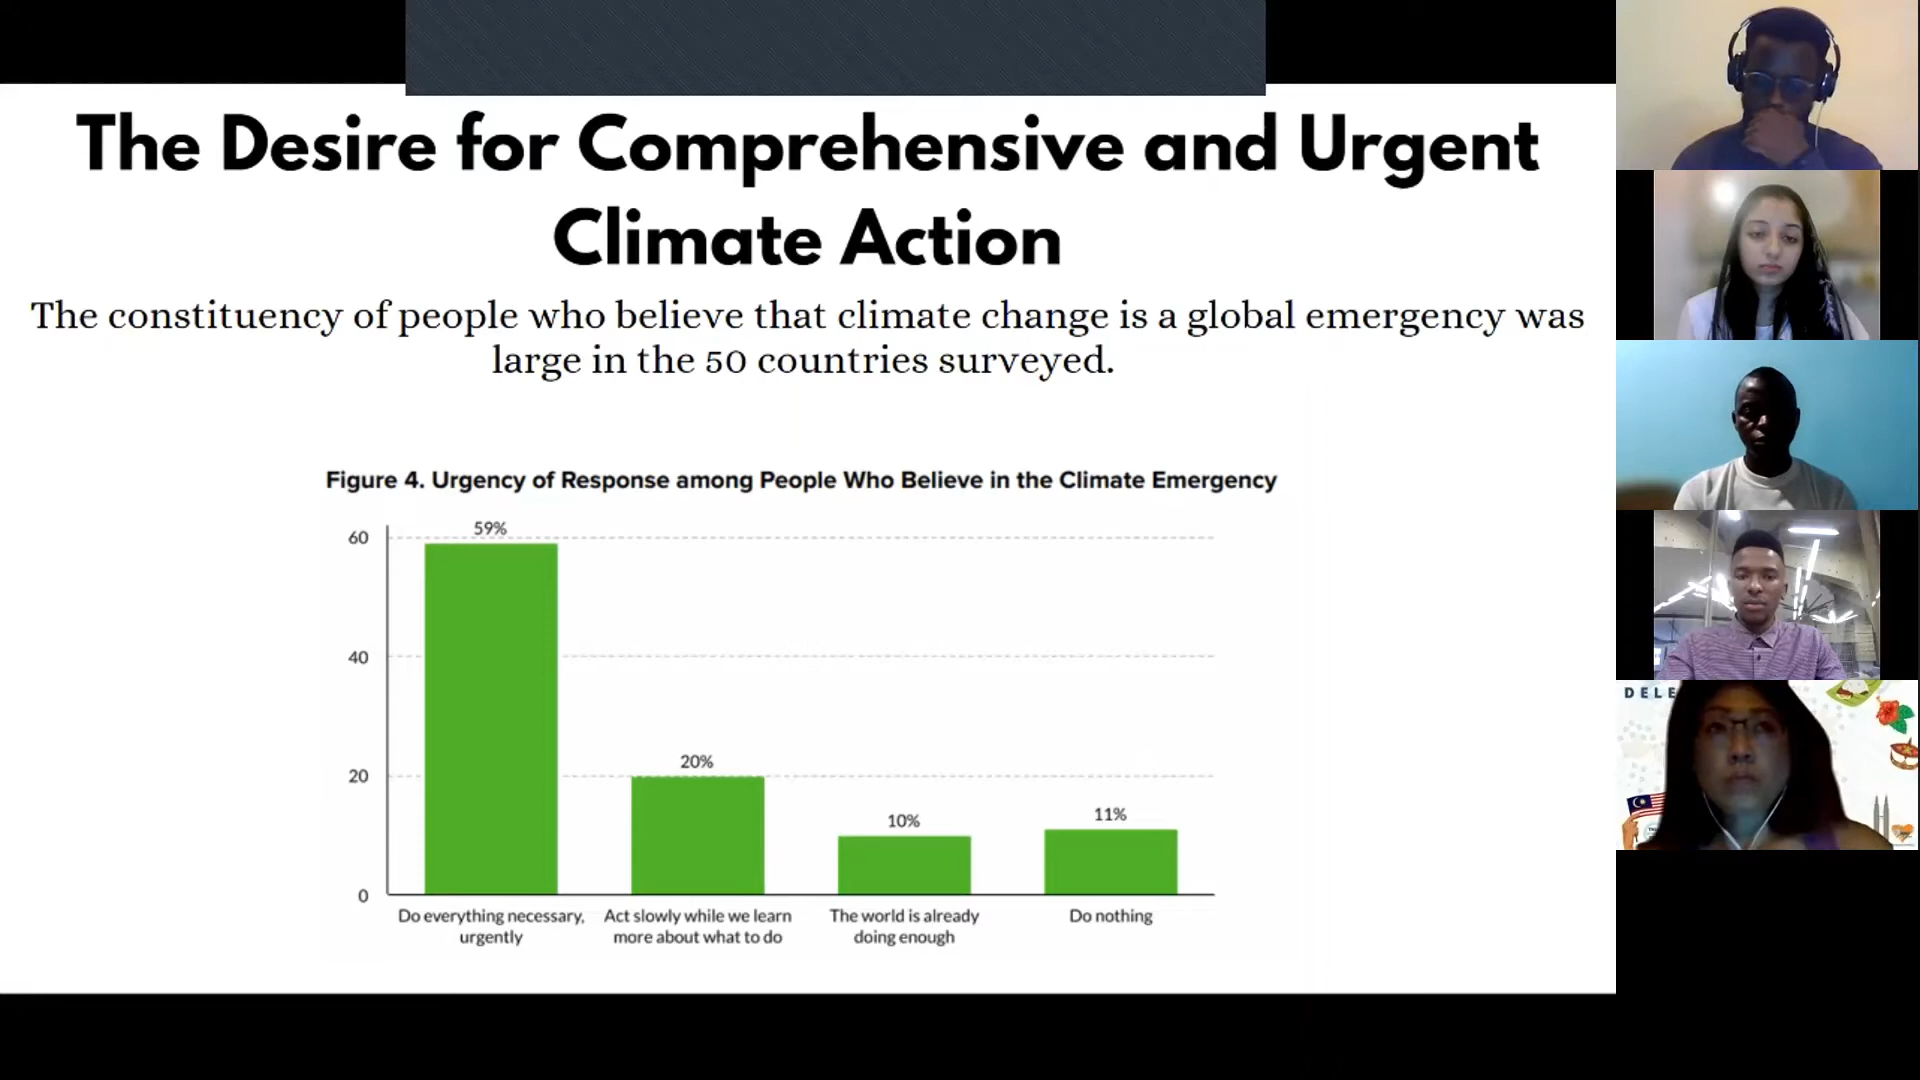 The Desire for Comprehensive and Urgent
Climate Action
The constituency of people who believe that climate change is a global emergency was
large in the 50 countries surveyed.
Figure 4. Urgency of Response among People Who Believe in the Climate Emergency
60
40
20
0
59%
20%
10%
11%
Do everything necessary,
urgently
Act slowly while we learn
more about what to do
The world is already
doing enough
Do nothing
DELE